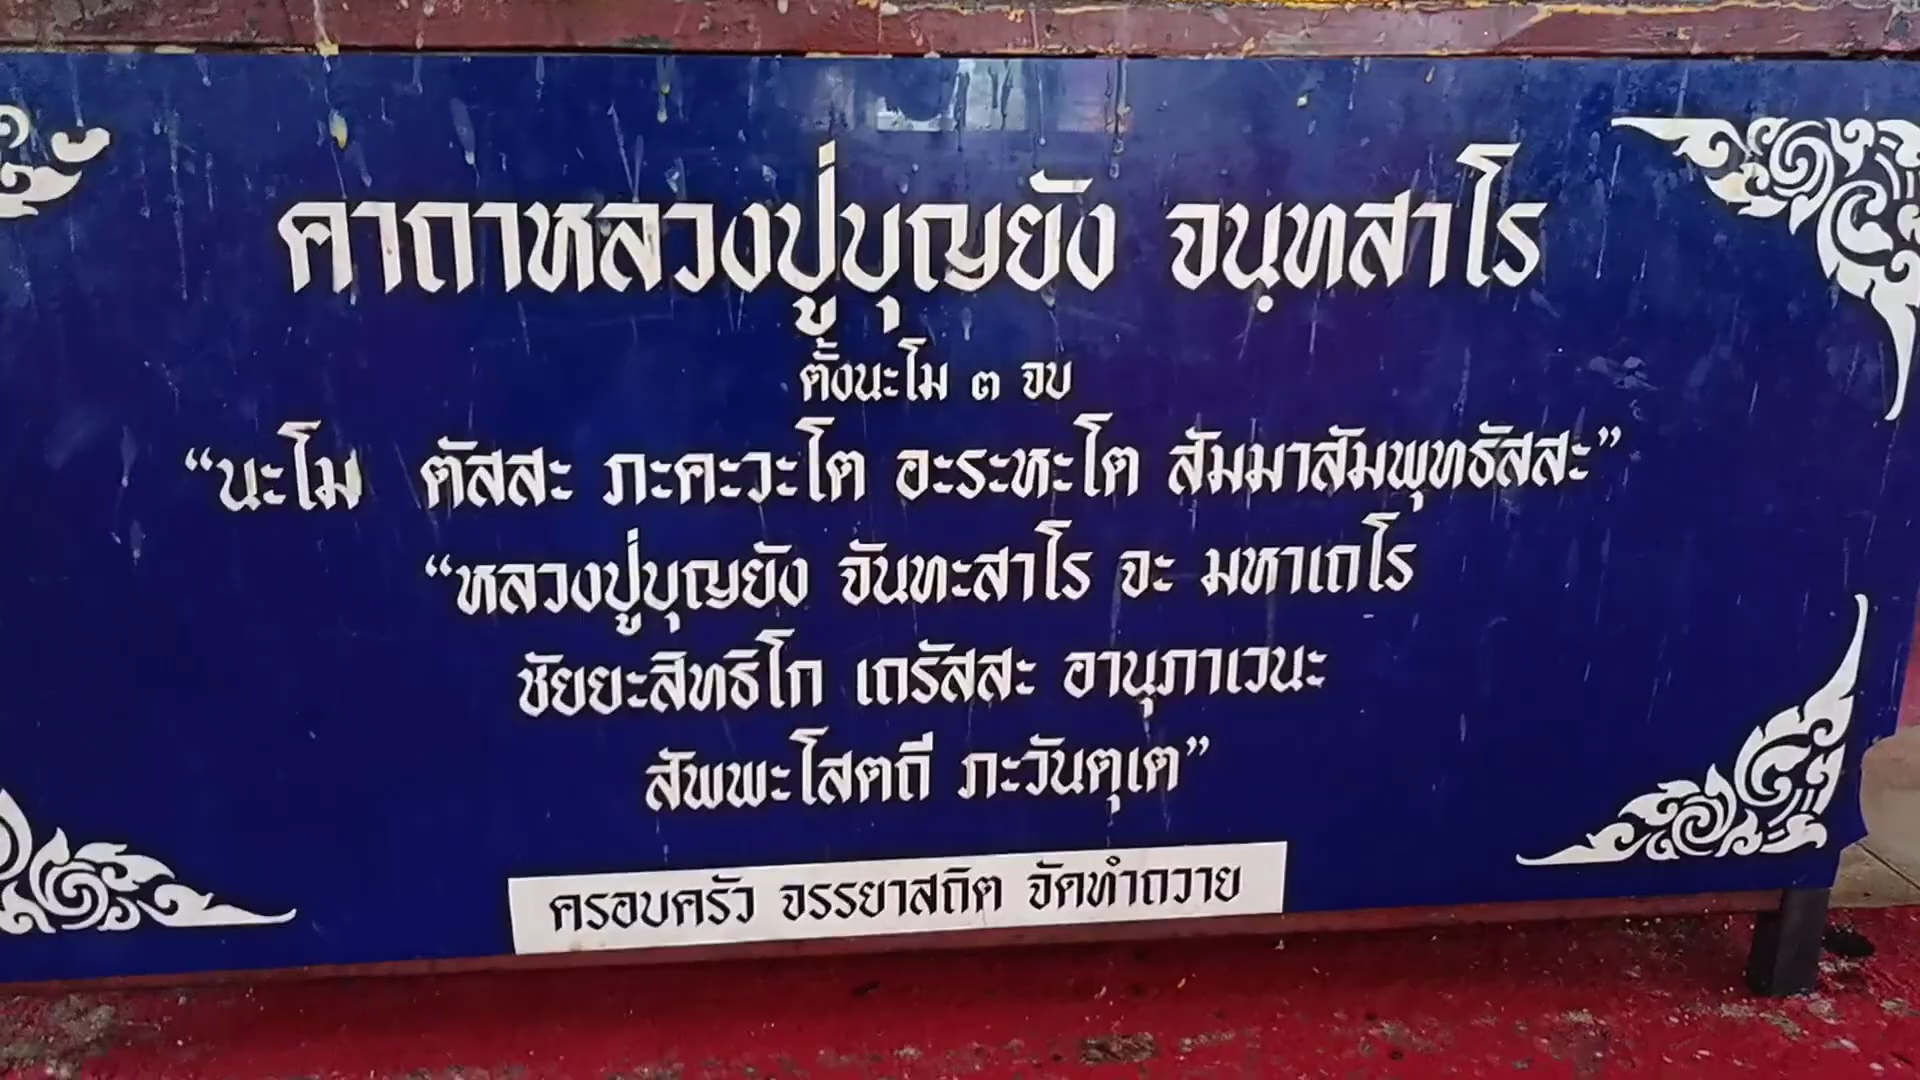 คาถาหลวงปู่บุญยัง จนฺทสาโร
ตั้งนะโม ๓ จบ
“นะโม ตัสสะ ภะคะวะโต อะระหะโต สัมมาสัมพุทธัสสะ”
“หลวงปู่บุญยัง จันทะสาโร จะ มหาเถโร
ชัยยะสิทธิโก เถรัสสะ อานุภาเวนะ
สัพพะโสตถี ภะวันตุเต”
ครอบครัว จรรยาสถิต จัดทำถวาย